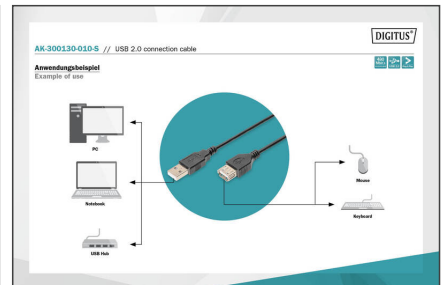 DIGITUS®
AK-300130-010-S // USB 2.0 connection cable
Anwendungsbeispiel
Example of use
PC
Notebook
USB Hub
Mouse
Keyboard